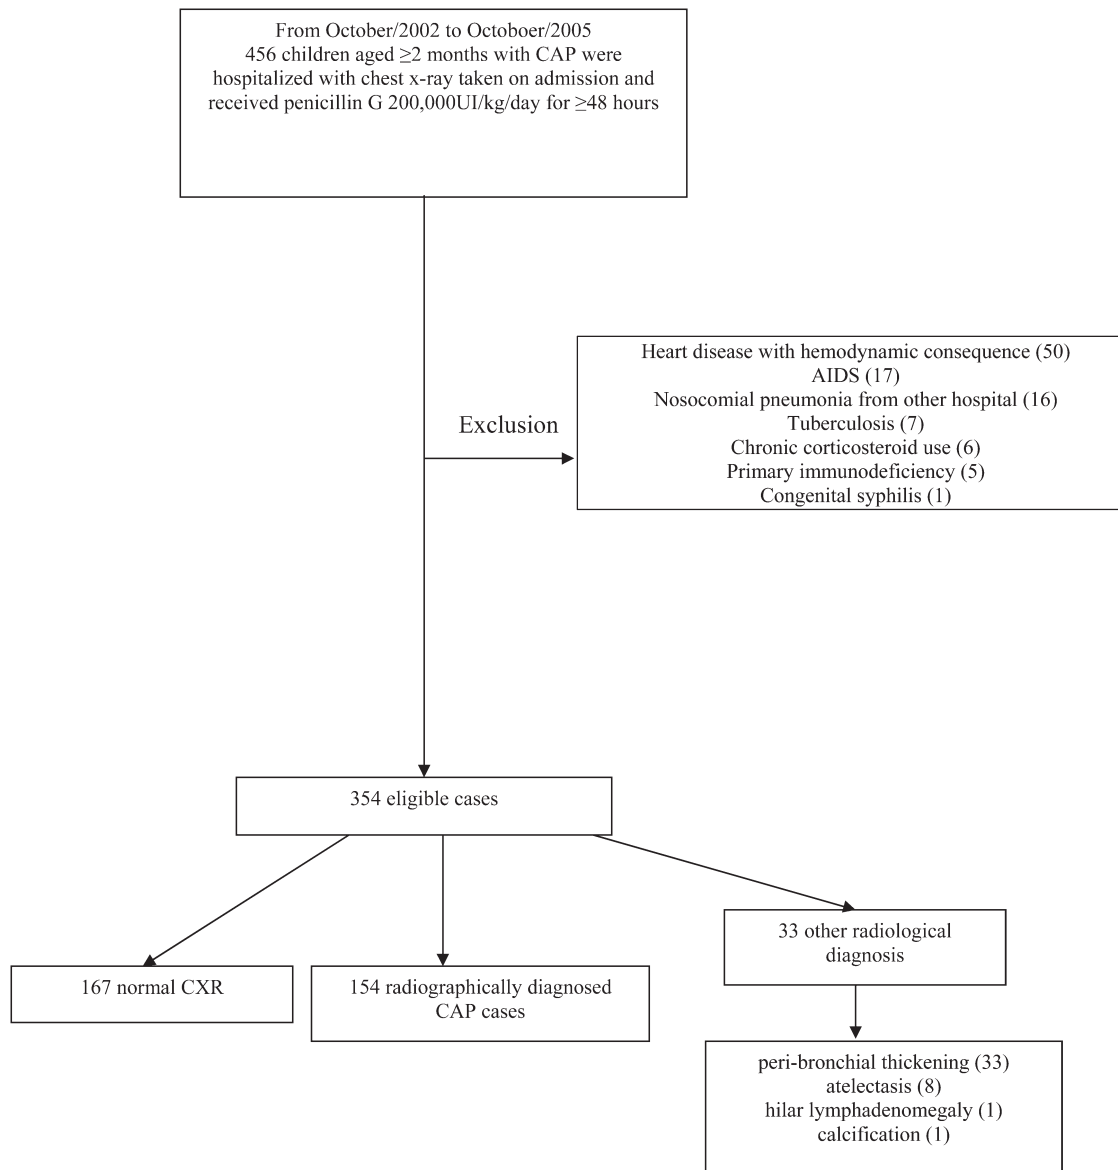 From October/2002 to Octoboer/2005
456 children aged ≥2 months with CAP were
hospitalized with chest x-ray taken on admission and
received penicillin G 200,000UI/kg/day for ≥48 hours
Heart disease with hemodynamic consequence (50)
AIDS (17)
Nosocomial pneumonia from other hospital (16)
Tuberculosis (7)
Chronic corticosteroid use (6)
Primary immunodeficiency (5)
Congenital syphilis (1)
Exclusion
354 eligible cases
33 other radiological
diagnosis
167 normal CXR
154 radiographically diagnosed
CAP cases
peri-bronchial thickening (33)
atelectasis (8)
hilar lymphadenomegaly (1)
calcification (1)